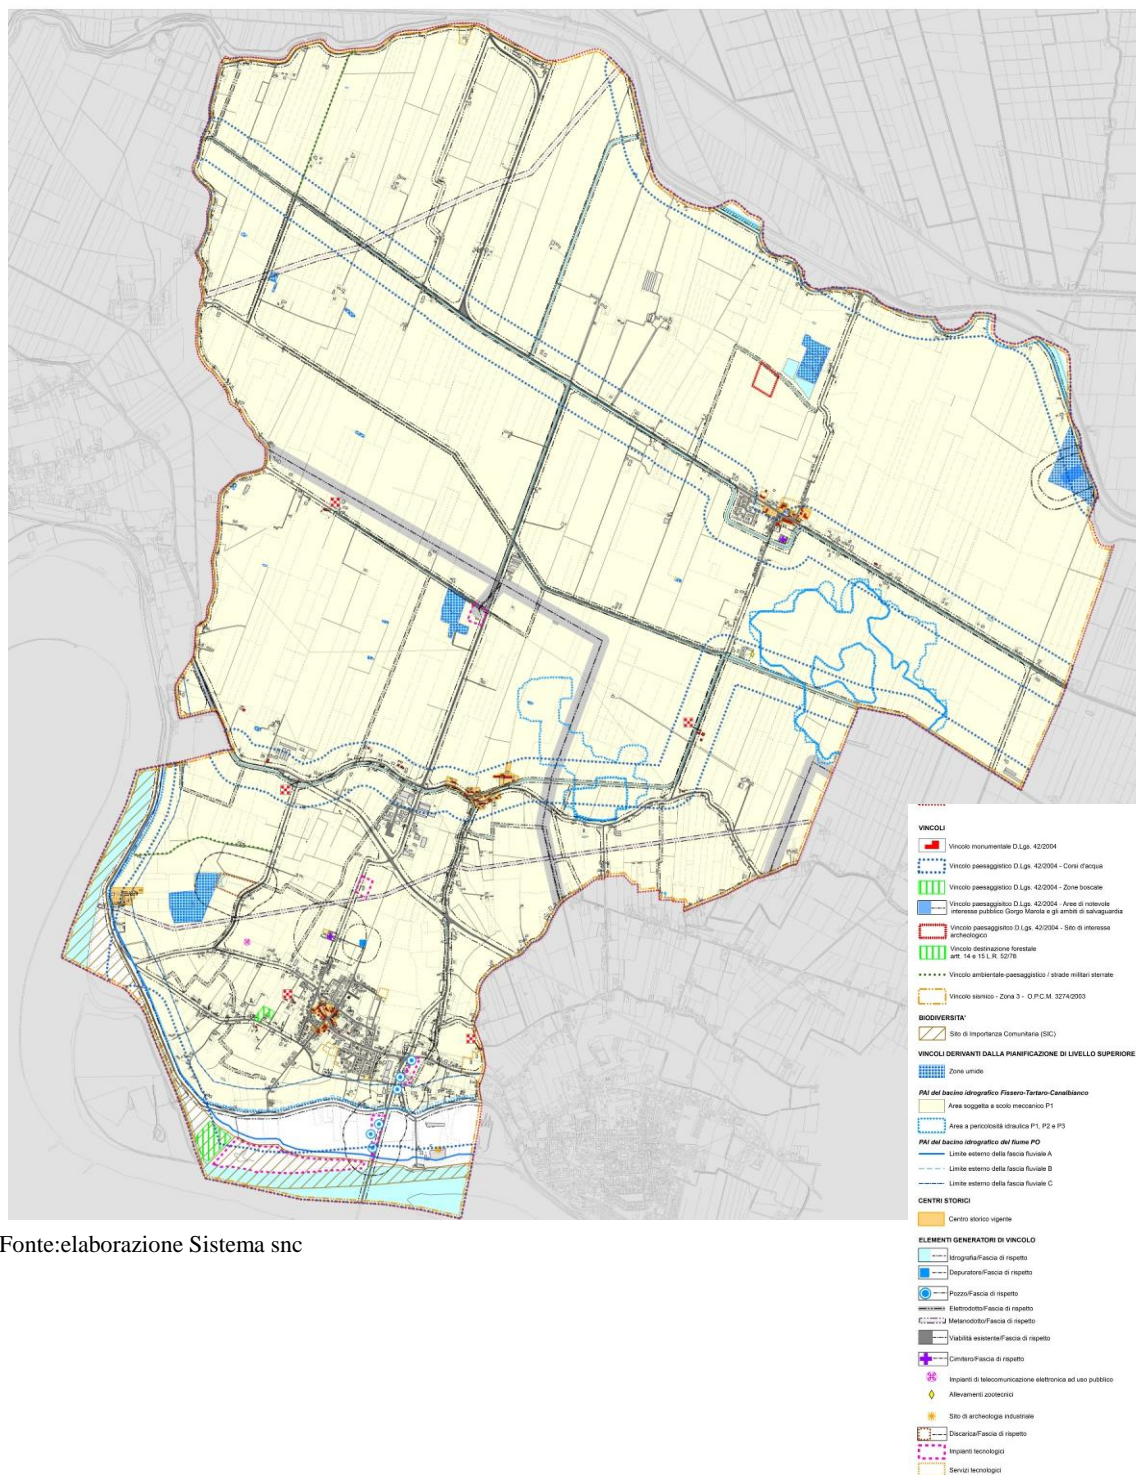 Fonte:elaborazione Sistema snc
VINCOLI
Vincolo monumentale D.Lgs. 42/2004
Vincolo paesaggistico D.Lgs. 42/2004 - Corsi d'acqua
Vincolo paesaggistico D.Lgs. 42/2004 - Zone boscate
Vincolo paesaggisitco D.Lgs. 42/2004 - Aree di notevole
interesse pubblico Gorgo Marola e gli ambiti di salvaguardia
Vincolo paesaggisitco D.Lgs. 42/2004 - Sito di interesse
archeologico
Vincolo destinazione forestale
artt. 14 e 15 L.R. 52/78
Vincolo ambientale-paesaggistico / strade militari sterrate
Vincolo sismico - Zona 3 - O.P.C.M. 3274/2003
BIODIVERSITA'
Sito di Importanza Comunitaria (SIC)
VINCOLI DERIVANTI DALLA PIANIFICAZIONE DI LIVELLO SUPERIORE
Zone umide
PAI del bacino idrografico Fissero-Tartaro-Canalbianco
Area soggetta a scolo meccanico P1
Area a pericolosità idraulica P1, P2 e P3
PAI del bacino idrografico del fiume PO
Limite esterno della fascia fluviale A
Limite esterno della fascia fluviale B
Limite esterno della fascia fluviale C
CENTRI STORICI
Centro storico vigente
ELEMENTI GENERATORI DI VINCOLO
Idrografia/Fascia di rispetto
Depuratore/Fascia di rispetto
Pozzo/Fascia di rispetto
Elettrodotto/Fascia di rispetto
Metanodotto/Fascia di rispetto
Viabilità esistente/Fascia di rispetto
Cimitero/Fascia di rispetto
Impianti di telecomunicazione elettronica ad uso pubblico
Allevamenti zootecnici
Sito di archeologia industriale
Discarica/Fascia di rispetto
Impianti tecnologici
Servizi tecnologici